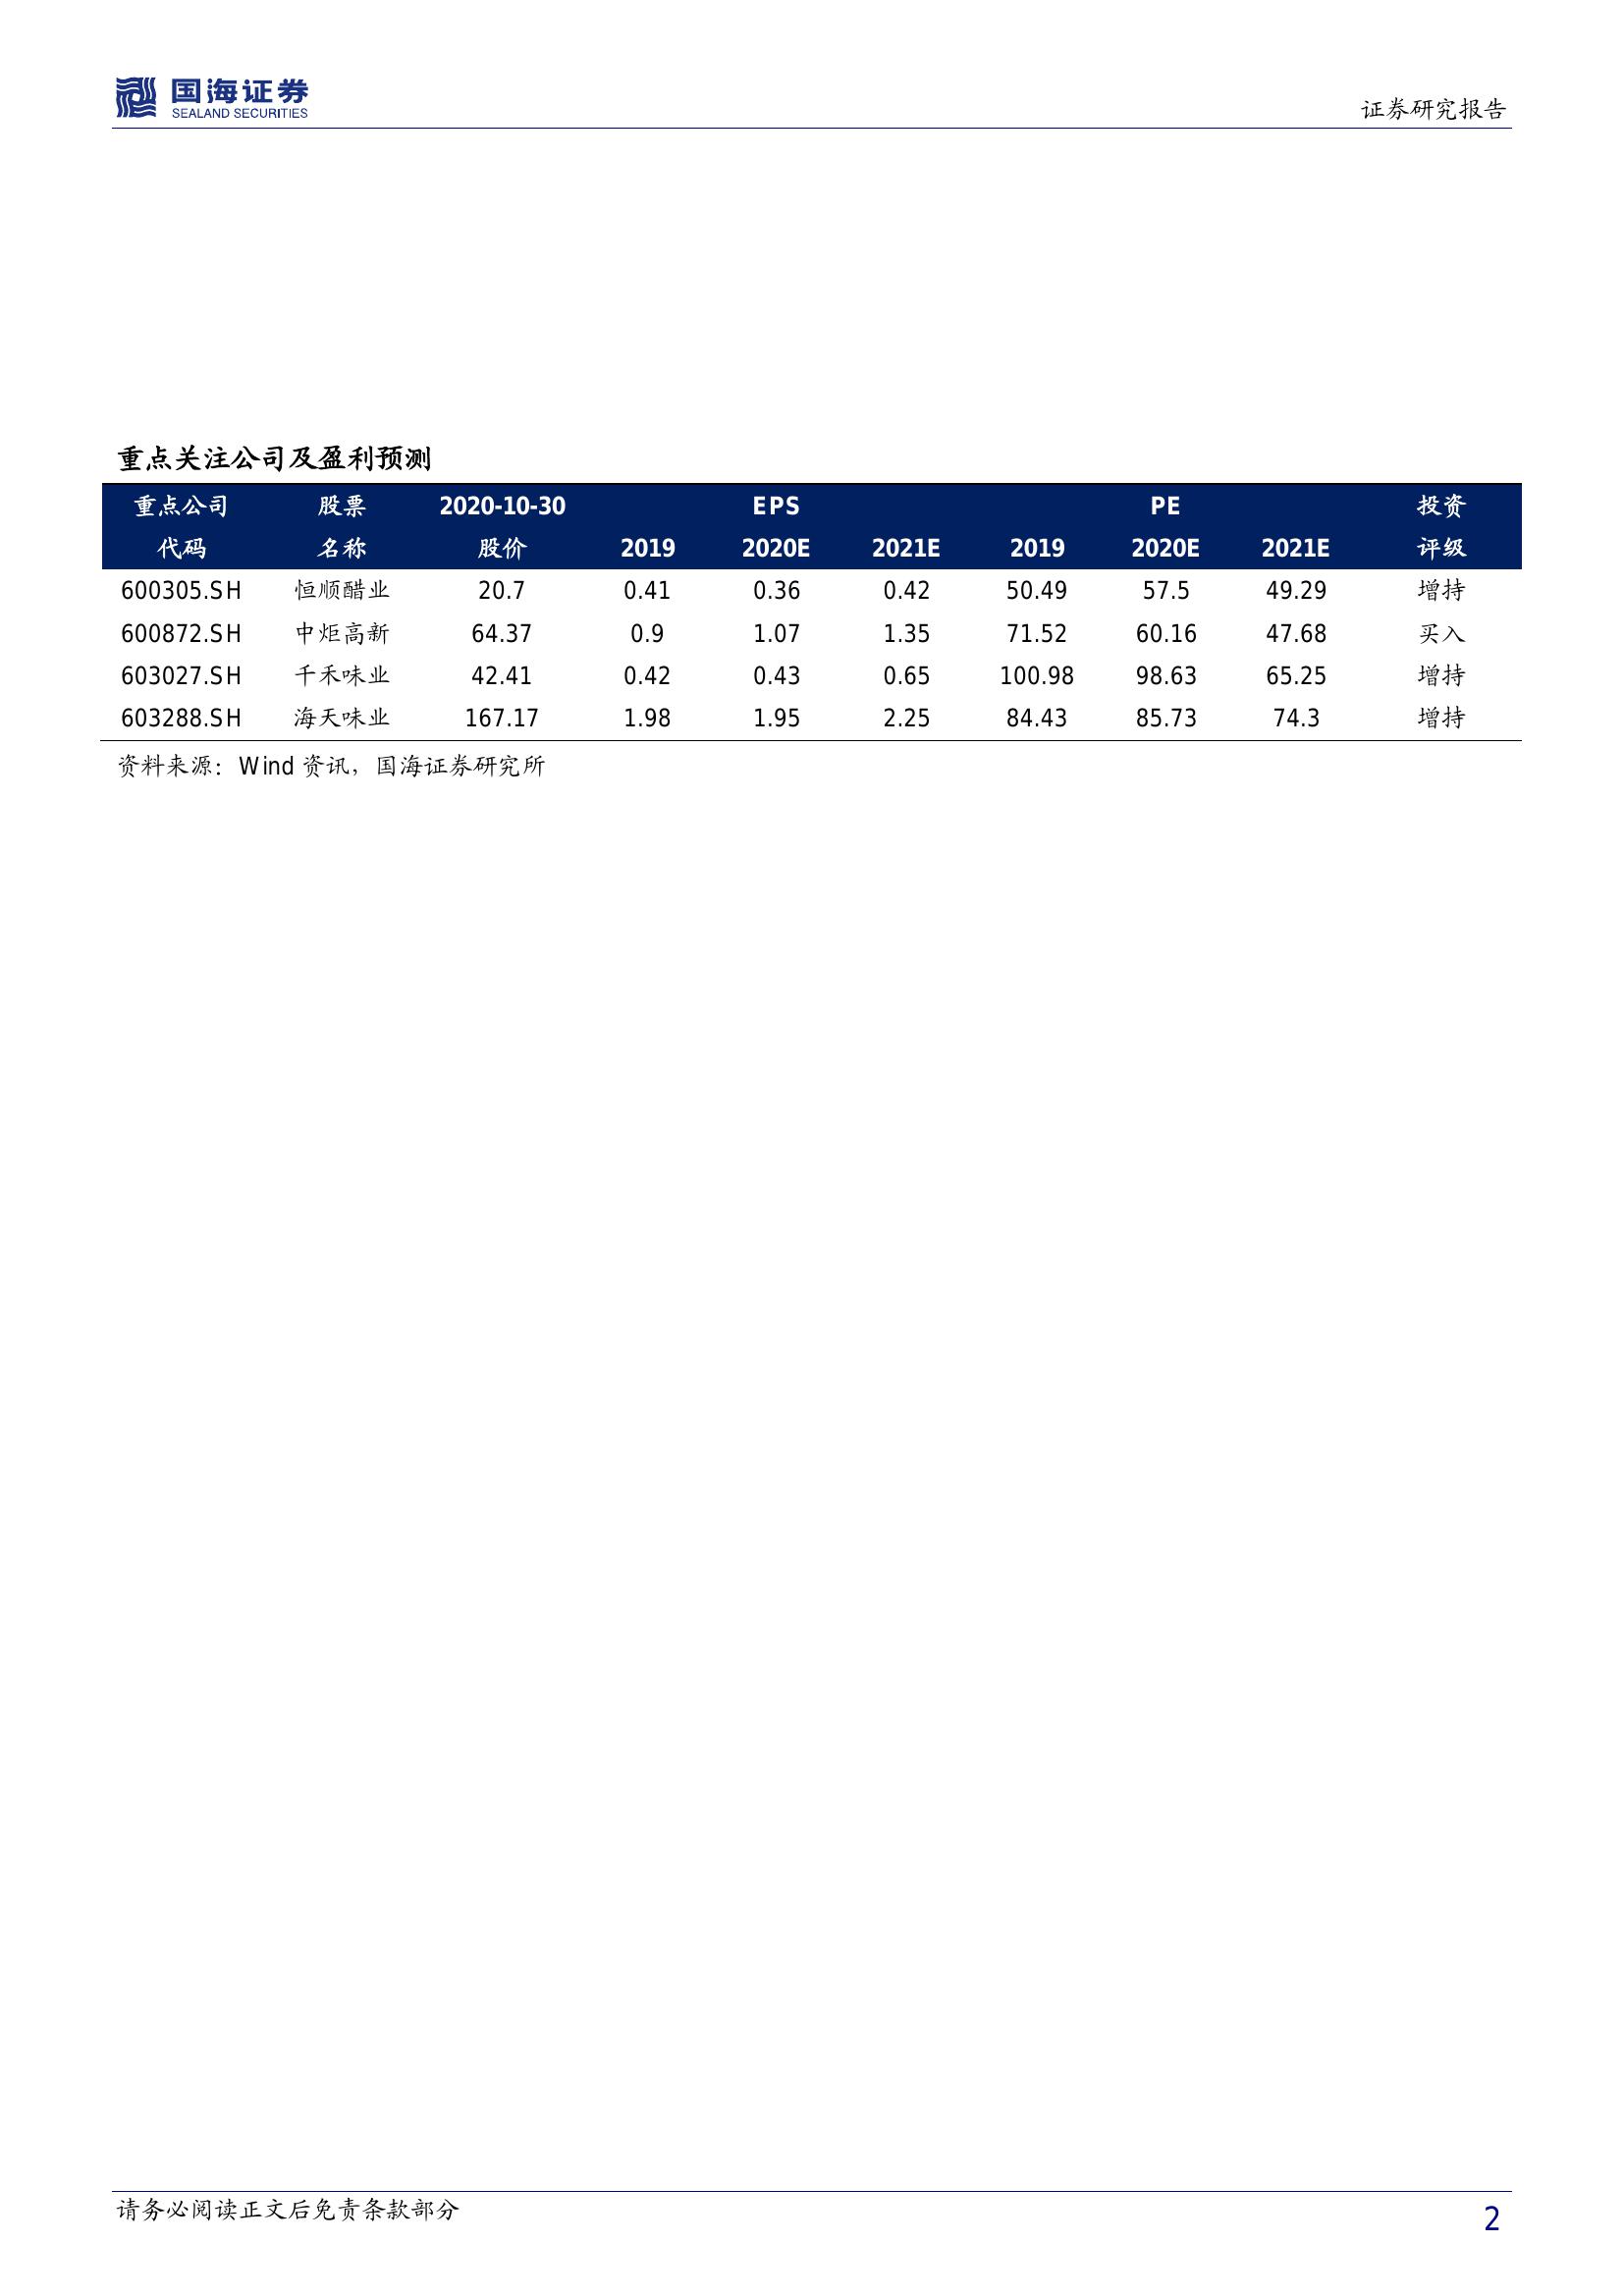 国海证券
SEALAND SECURITIES
证券研究报告
重点关注公司及盈利预测
重点公司 股票 2020-10-30 EPS PE 投资
代码 名称 股价 2019 2020E 2021E 2019 2020E 2021E 评级
600305.SH 恒顺醋业 20.7 0.41 0.36 0.42 50.49 57.5 49.29 增持
600872.SH 中炬高新 64.37 0.9 1.07 1.35 71.52 60.16 47.68 买入
603027.SH 千禾味业 42.41 0.42 0.43 0.65 100.98 98.63 65.25 增持
603288.SH 海天味业 167.17 1.98 1.95 2.25 84.43 85.73 74.3 增持
资料来源：Wind 资讯，国海证券研究所
请务必阅读正文后免责条款部分
2